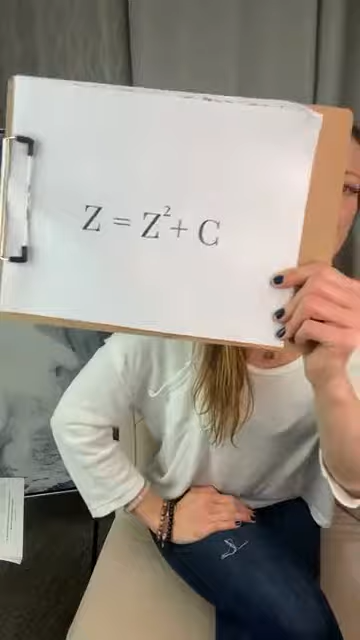 Z = Z² + C